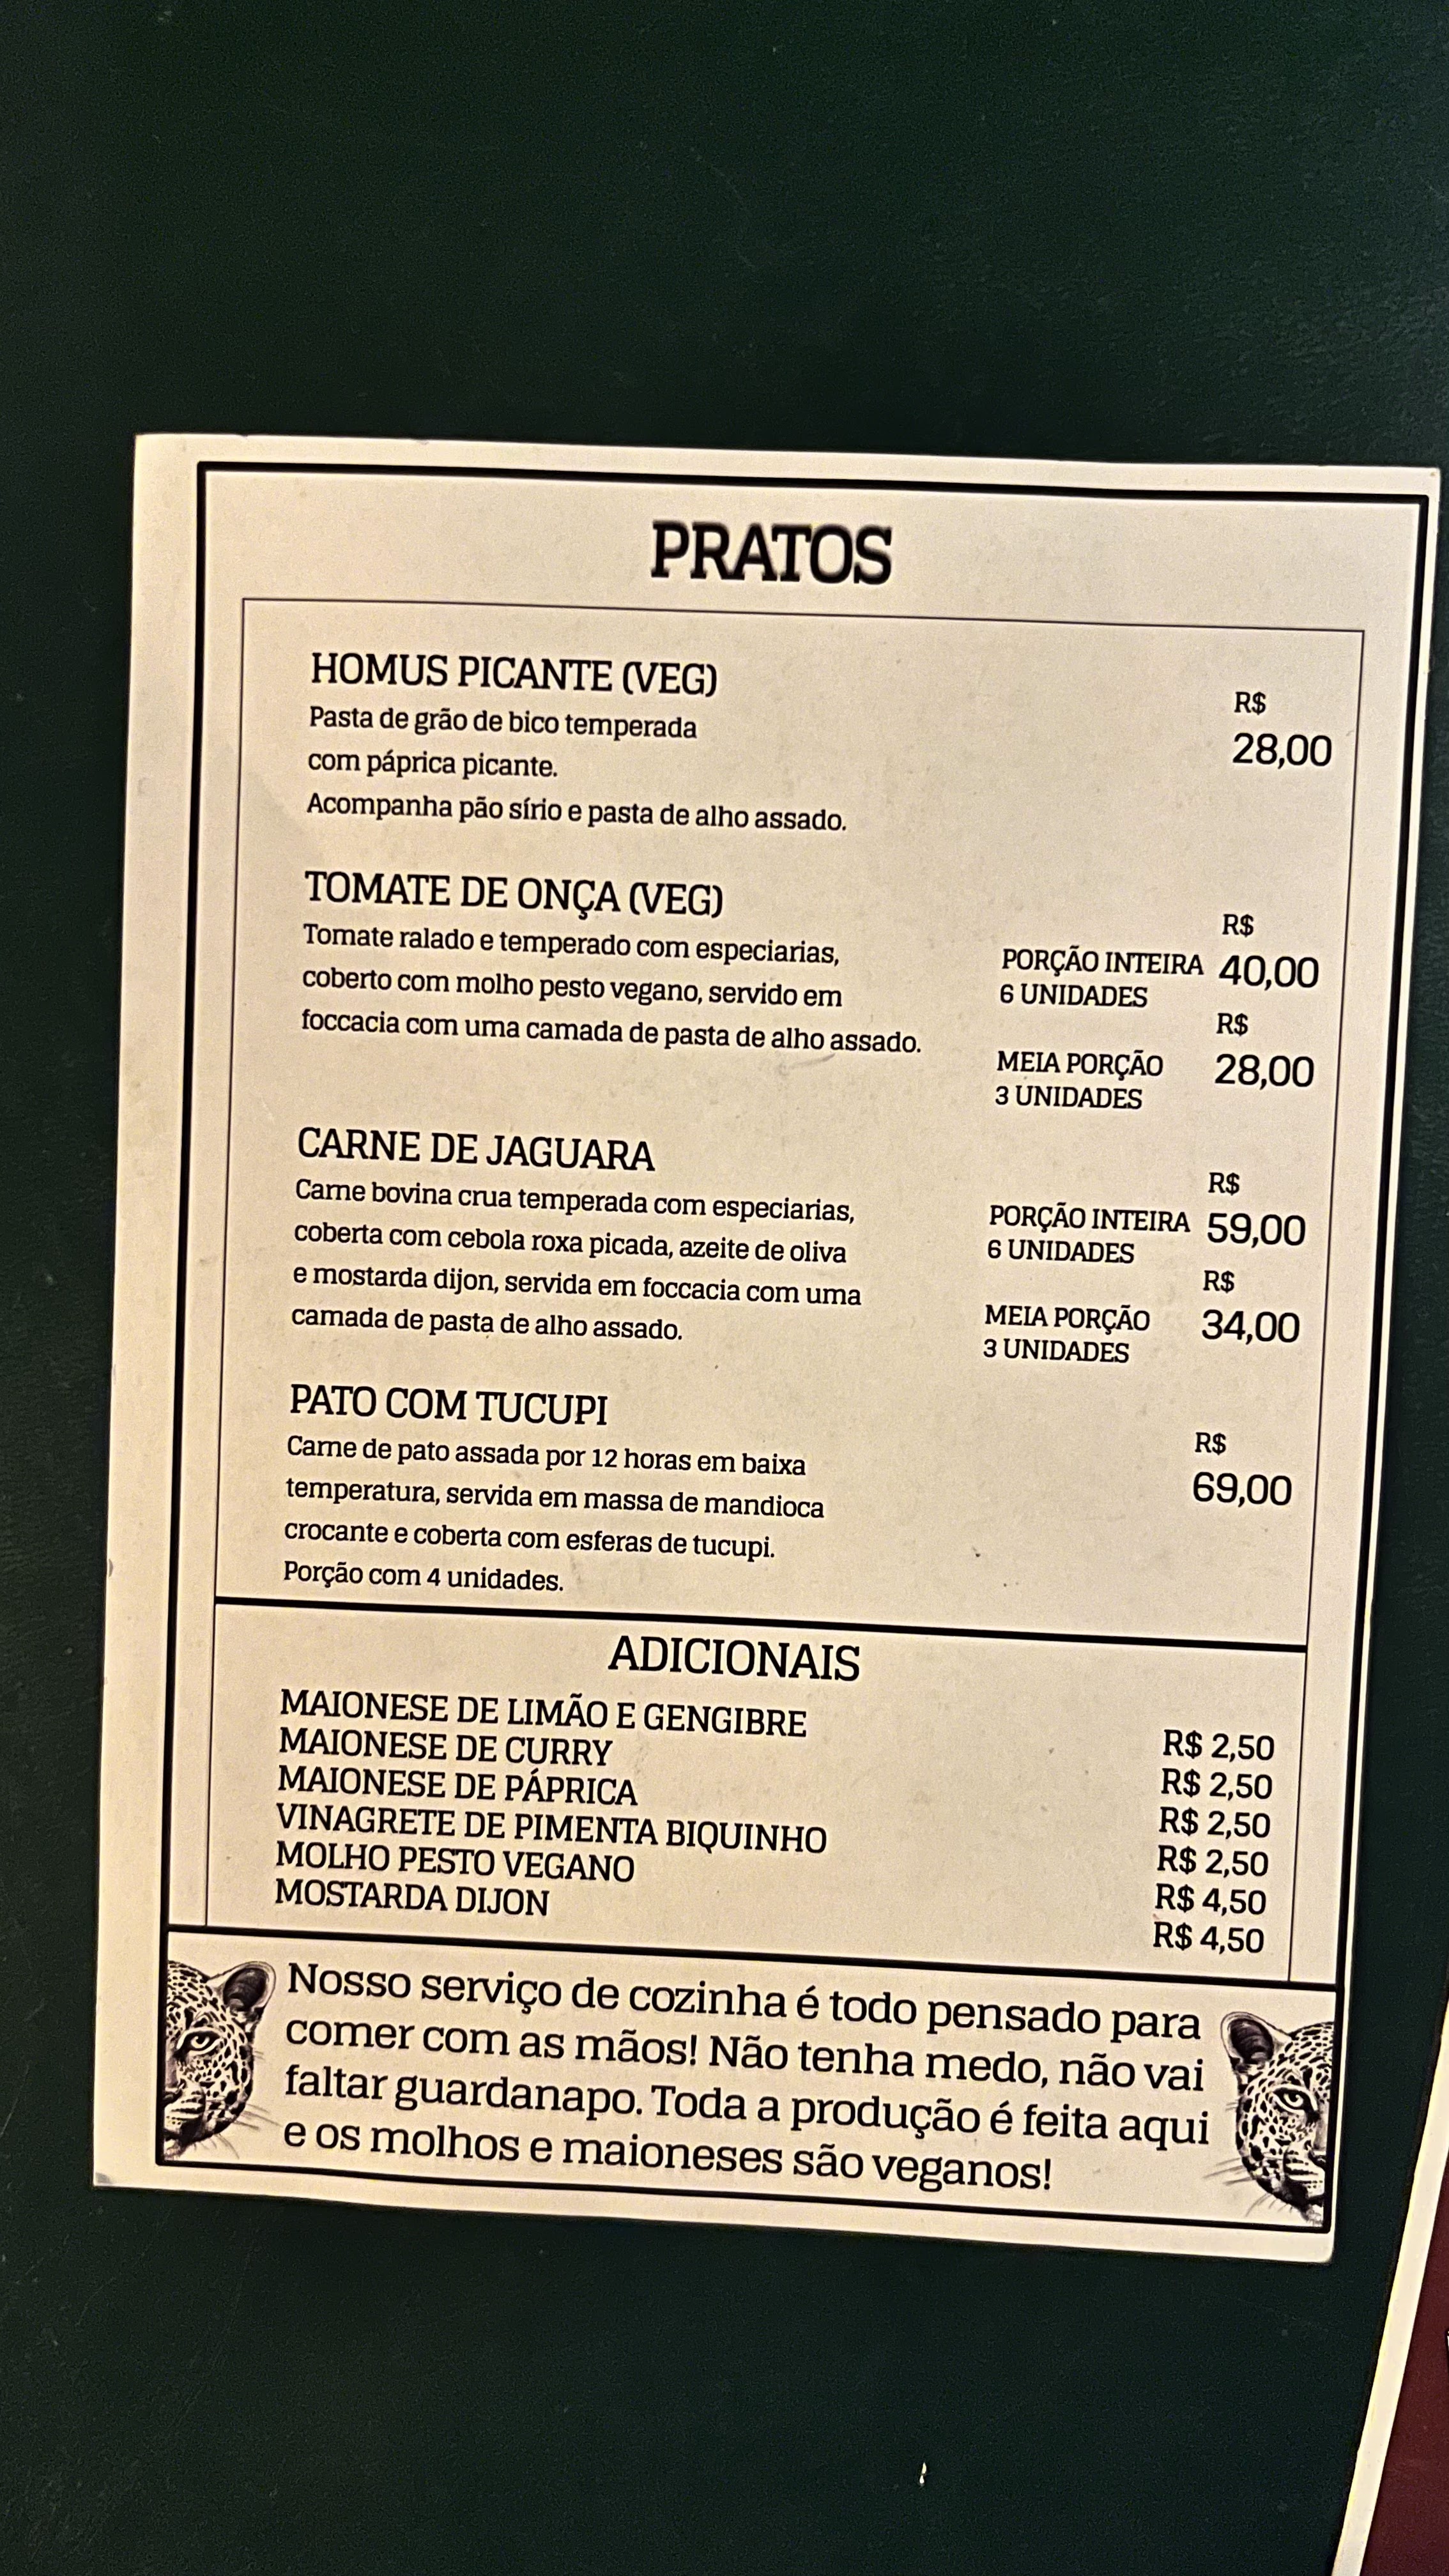 PRATOS
HOMUS PICANTE (VEG)
R$
Pasta de grão de bico temperada
28,00
com páprica picante.
Acompanha pão sírio e pasta de alho assado.
TOMATE DE ONÇA (VEG)
Tomate ralado e temperado com especiarias,
coberto com molho pesto vegano, servido em
foccacia com uma camada de pasta de alho assado.
R$
PORÇÃO INTEIRA 40,00
6 UNIDADES
R$
MEIA PORÇÃO 28,00
3 UNIDADES
CARNE DE JAGUARA
Carne bovina crua temperada com especiarias,
coberta com cebola roxa picada, azeite de oliva
e mostarda dijon, servida em foccacia com uma
camada de pasta de alho assado.
R$
PORÇÃO INTEIRA 59,00
6 UNIDADES
R$
MEIA PORÇÃO 34,00
3 UNIDADES
PATO COM TUCUPI
Carne de pato assada por 12 horas em baixa
temperatura, servida em massa de mandioca
crocante e coberta com esferas de tucupi.
Porção com 4 unidades.
R$
69,00
ADICIONAIS
MAIONESE DE LIMÃO E GENGIBRE R$ 2,50
MAIONESE DE CURRY R$ 2,50
MAIONESE DE PÁPRICA R$ 2,50
VINAGRETE DE PIMENTA BIQUINHO R$ 2,50
MOLHO PESTO VEGANO R$ 4,50
MOSTARDA DIJON R$ 4,50
Nosso serviço de cozinha é todo pensado para
comer com as mãos! Não tenha medo, não vai
faltar guardanapo. Toda a produção é feita aqui
e os molhos e maioneses são veganos!